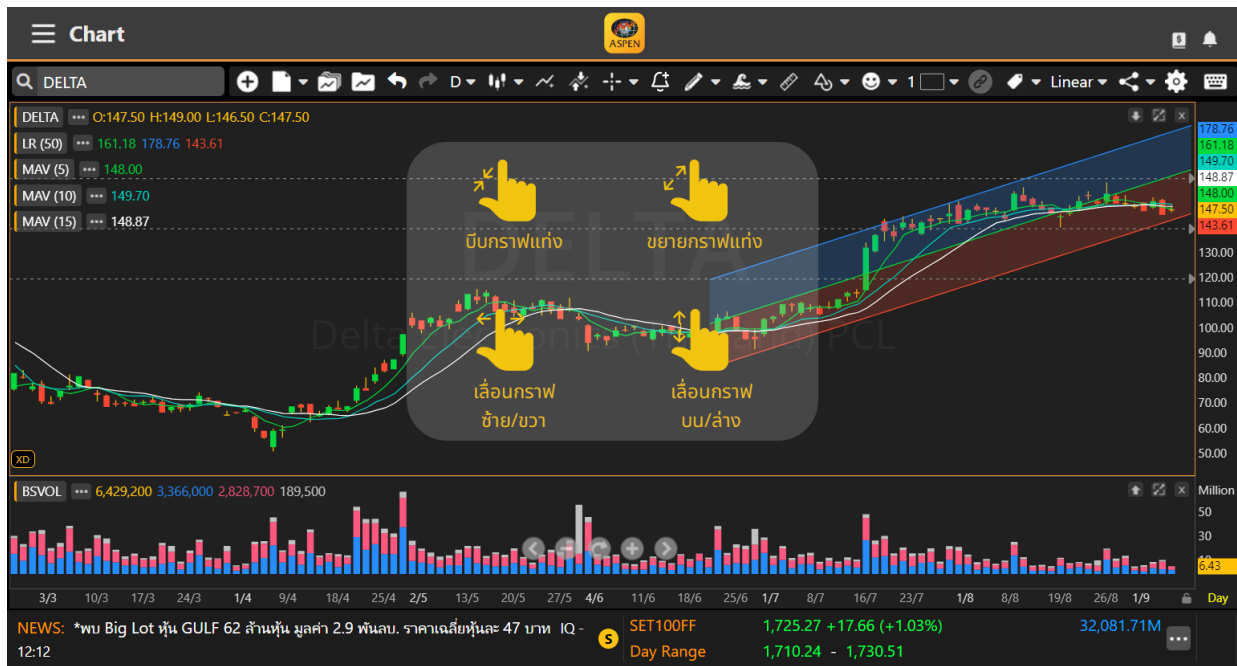 Chart
ASPEN
DELTA
D
1
Linear
DELTA ••• O:147.50 H:149.00 L:146.50 C:147.50
LR (50) ••• 161.18 178.76 143.61
MAV (5) ••• 148.00
MAV (10) ••• 149.70
MAV (15) ••• 148.87
178.76
161.18
149.70
148.87
148.00
147.50
143.61
130.00
120.00
110.00
100.00
90.00
80.00
70.00
60.00
50.00
DELTA
บีบกราฟแท่ง
ขยายกราฟแท่ง
เลื่อนกราฟ
ซ้าย/ขวา
เลื่อนกราฟ
บน/ล่าง
XD
BSVOL ••• 6,429,200 3,366,000 2,828,700 189,500
Million
50
30
6.43
3/3 10/3 17/3 24/3 1/4 9/4 18/4 25/4 2/5 13/5 20/5 27/5 4/6 11/6 18/6 25/6 1/7 8/7 16/7 23/7 1/8 8/8 19/8 26/8 1/9 Day
NEWS: *พบ Big Lot หุ้น GULF 62 ล้านหุ้น มูลค่า 2.9 พันลบ. ราคาเฉลี่ยหุ้นละ 47 บาท IQ -
12:12
S
SET100FF 1,725.27 +17.66 (+1.03%) 32,081.71M
Day Range 1,710.24 - 1,730.51